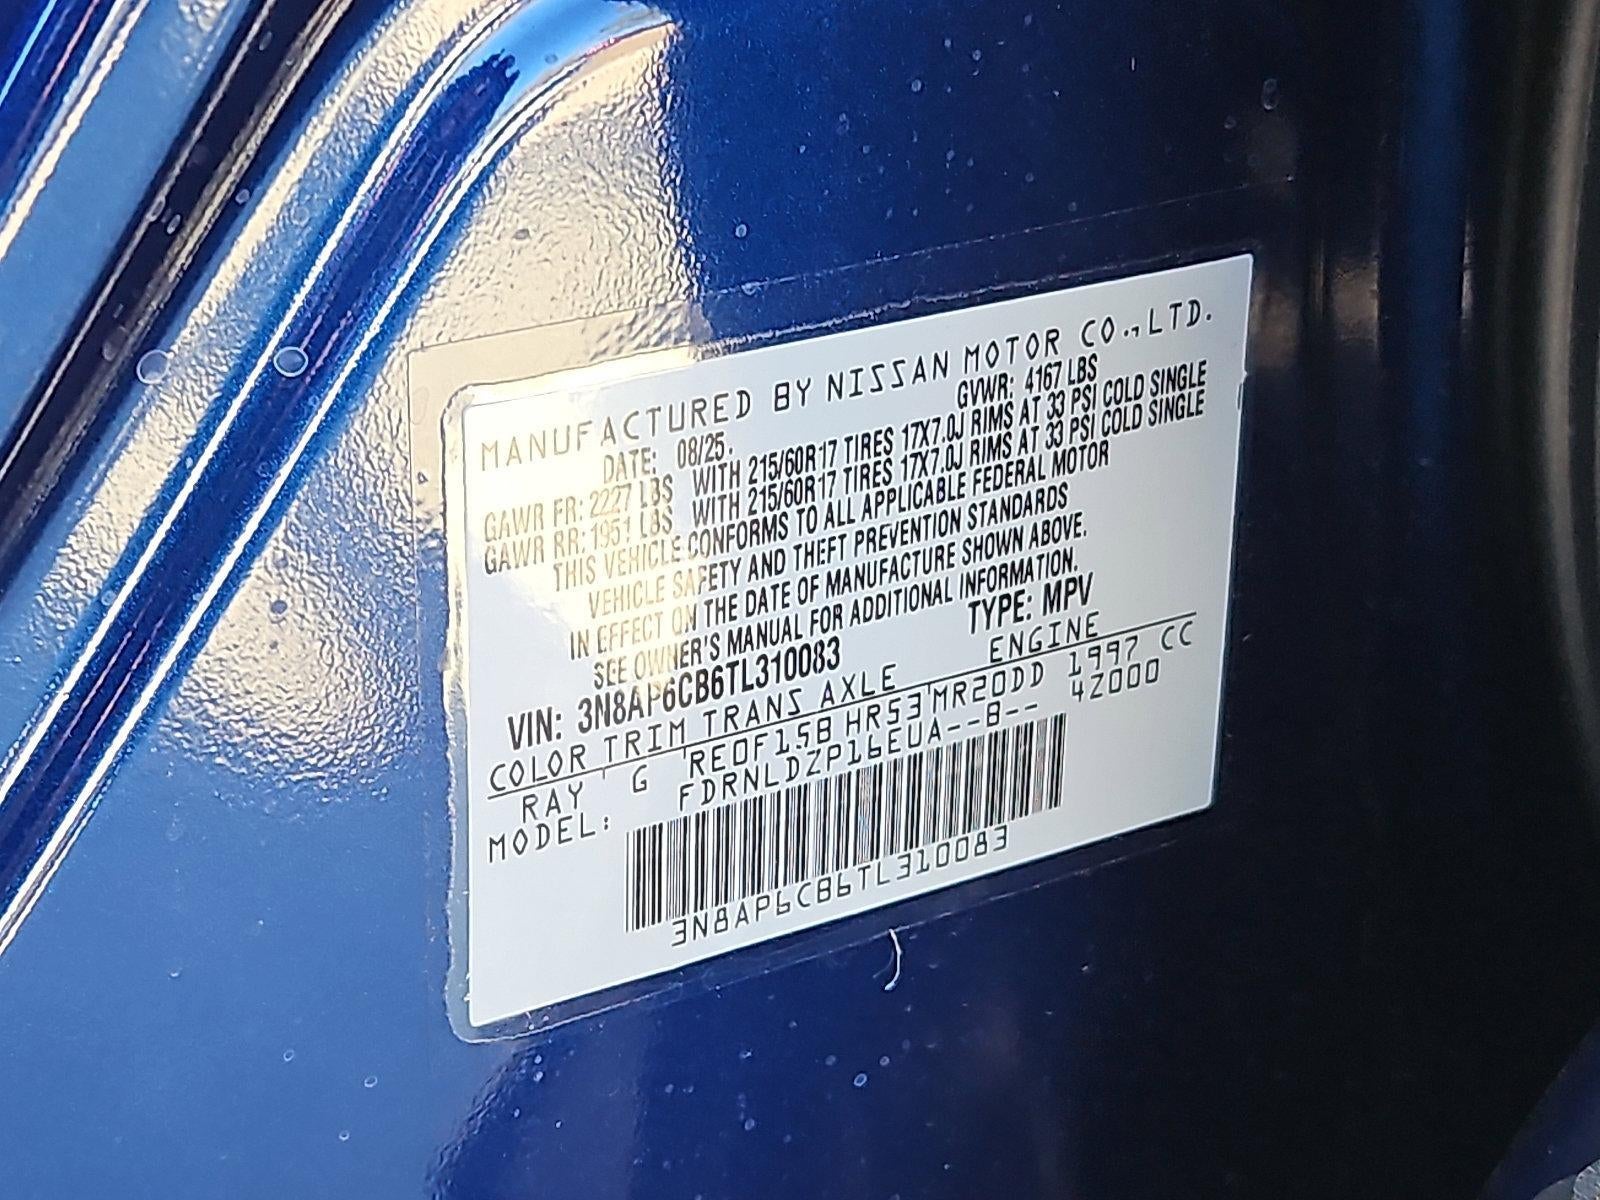 MANUFACTURED BY NISSAN MOTOR CO., LTD.
DATE: 08/25. GVWR: 4167 LBS
GAWR FR: 2227 LBS WITH 215/60R17 TIRES 17X7.0J RIMS AT 33 PSI COLD SINGLE
GAWR RR: 1951 LBS WITH 215/60R17 TIRES 17X7.0J RIMS AT 33 PSI COLD SINGLE
THIS VEHICLE CONFORMS TO ALL APPLICABLE FEDERAL MOTOR
VEHICLE SAFETY AND THEFT PREVENTION STANDARDS
IN EFFECT ON THE DATE OF MANUFACTURE SHOWN ABOVE.
SEE OWNER'S MANUAL FOR ADDITIONAL INFORMATION.
VIN: 3N8AP6CB6TL310083 TYPE: MPV
COLOR TRIM TRANS AXLE ENGINE
RAY G RE0F15B HR53 MR20DD 1997 CC
MODEL: FDRNLDZP16EUA--B-- 4Z000
3N8AP6CB6TL310083